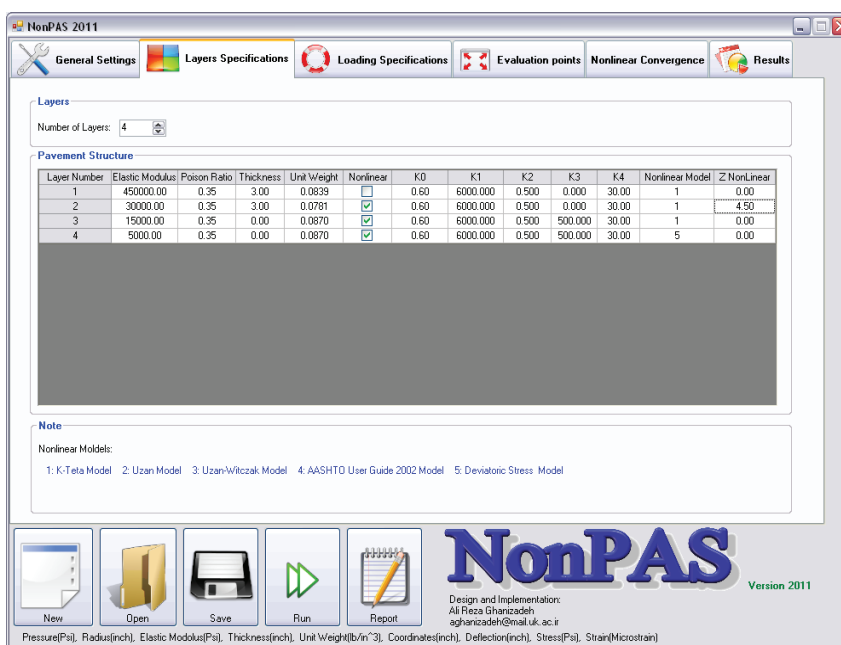 NonPAS 2011
General Settings Layers Specifications Loading Specifications Evaluation points Nonlinear Convergence Results
Layers
Number of Layers: 4
Pavement Structure
Layer Number Elastic Modulus Poison Ratio Thickness Unit Weight Nonlinear K0 K1 K2 K3 K4 Nonlinear Model Z NonLinear
1 450000.00 0.35 3.00 0.0839 0.60 6000.000 0.500 0.000 30.00 1 0.00
2 30000.00 0.35 3.00 0.0781 0.60 6000.000 0.500 0.000 30.00 1 4.50
3 15000.00 0.35 0.00 0.0870 0.60 6000.000 0.500 500.000 30.00 1 0.00
4 5000.00 0.35 0.00 0.0870 0.60 6000.000 0.500 500.000 30.00 5 0.00
Note
Nonlinear Moldels:
1: K-Teta Model 2: Uzan Model 3: Uzan-Witczak Model 4: AASHTO User Guide 2002 Model 5: Deviatoric Stress Model
New Open Save Run Report
NonPAS
Version 2011
Design and Implementation:
Ali Reza Ghanizadeh
aghanizadeh@mail.uk.ac.ir
Pressure(Psi), Radius(inch), Elastic Modolus(Psi), Thickness(inch), Unit Weight(lb/in^3), Coordinates(inch), Deflection(inch), Stress(Psi), Strain(Microstrain)